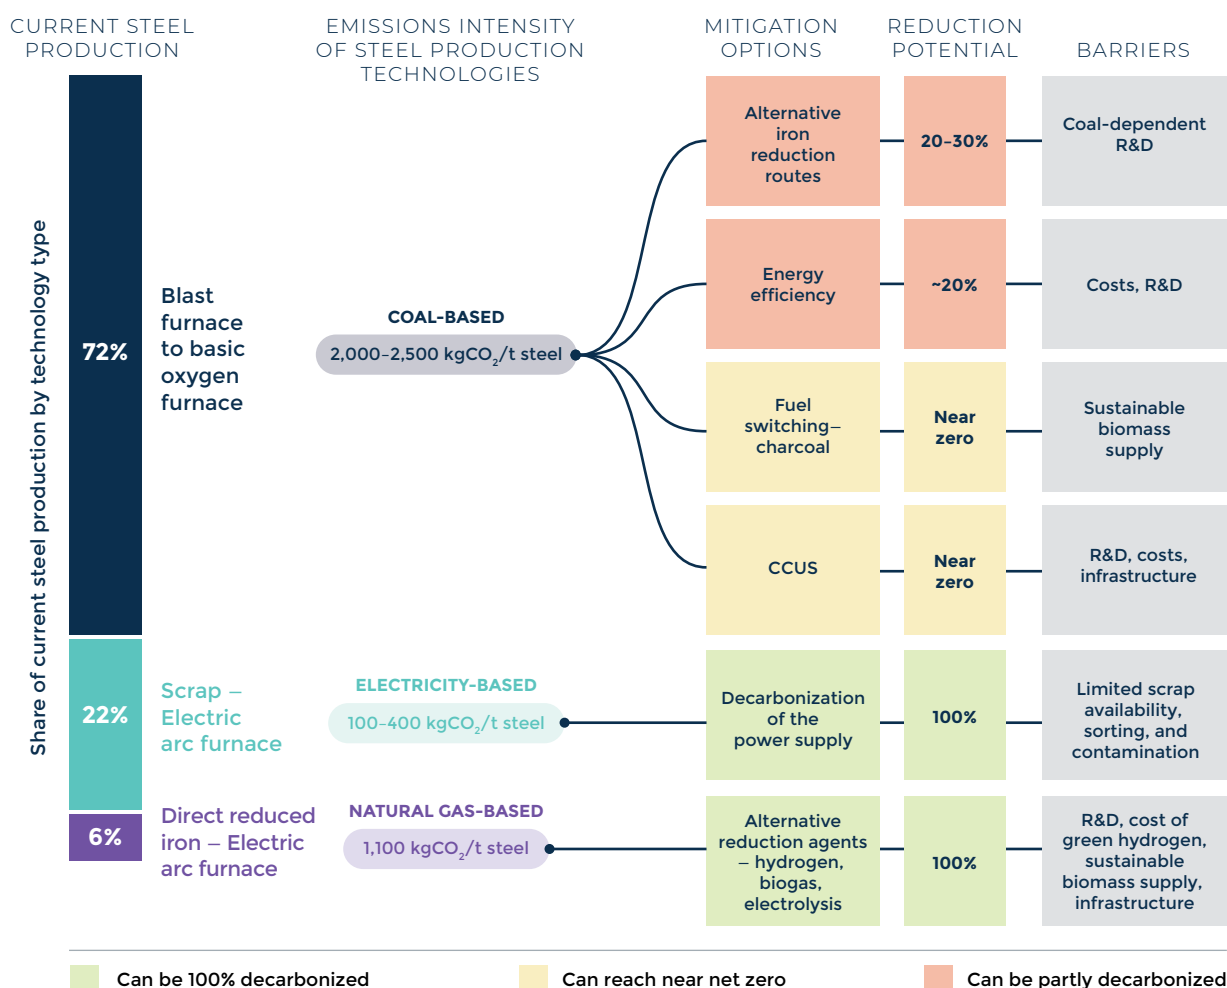 CURRENT STEEL
PRODUCTION
EMISSIONS INTENSITY
OF STEEL PRODUCTION
TECHNOLOGIES
MITIGATION
OPTIONS
REDUCTION
POTENTIAL
BARRIERS
Share of current steel production by technology type
72%
Blast
furnace
to basic
oxygen
furnace
COAL-BASED
2,000–2,500 kgCO₂/t steel
Alternative
iron
reduction
routes
20–30%
Coal-dependent
R&D
Energy
efficiency
~20%
Costs, R&D
Fuel
switching—
charcoal
Near
zero
Sustainable
biomass
supply
CCUS
Near
zero
R&D, costs,
infrastructure
22%
Scrap –
Electric
arc furnace
ELECTRICITY-BASED
100–400 kgCO₂/t steel
Decarbonization
of the
power supply
100%
Limited scrap
availability,
sorting, and
contamination
6%
Direct reduced
iron – Electric
arc furnace
NATURAL GAS-BASED
1,100 kgCO₂/t steel
Alternative
reduction agents
– hydrogen,
biogas,
electrolysis
100%
R&D, cost of
green hydrogen,
sustainable
biomass supply,
infrastructure
Can be 100% decarbonized
Can reach near net zero
Can be partly decarbonized